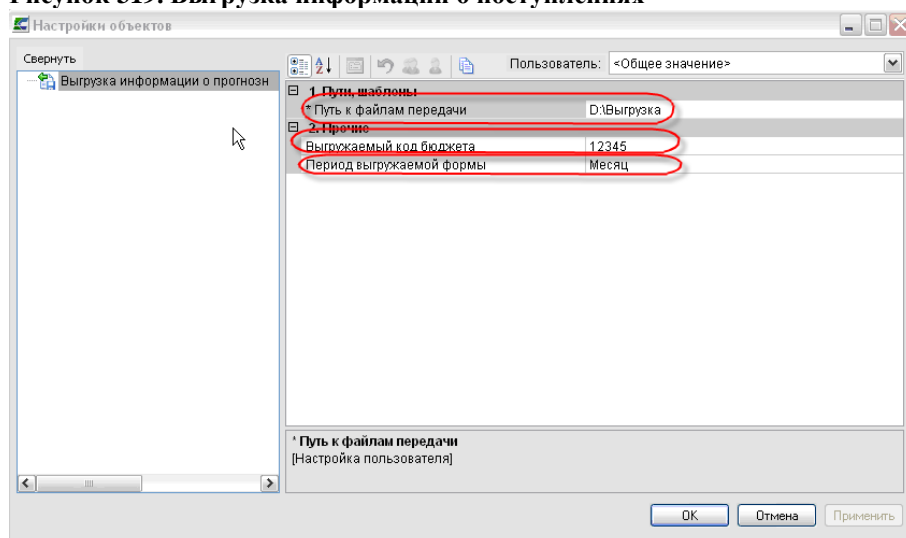 Рисунок 319. Выгрузка информации о поступлениях
Настройки объектов
Свернуть
Пользователь: <Общее значение>
Выгрузка информации о прогнозн
1. Пути, шаблоны
* Путь к файлам передачи D:\Выгрузка
2. Прочие
Выгружаемый код бюджета 12345
Период выгружаемой формы Месяц
* Путь к файлам передачи
[Настройка пользователя]
OK Отмена Применить